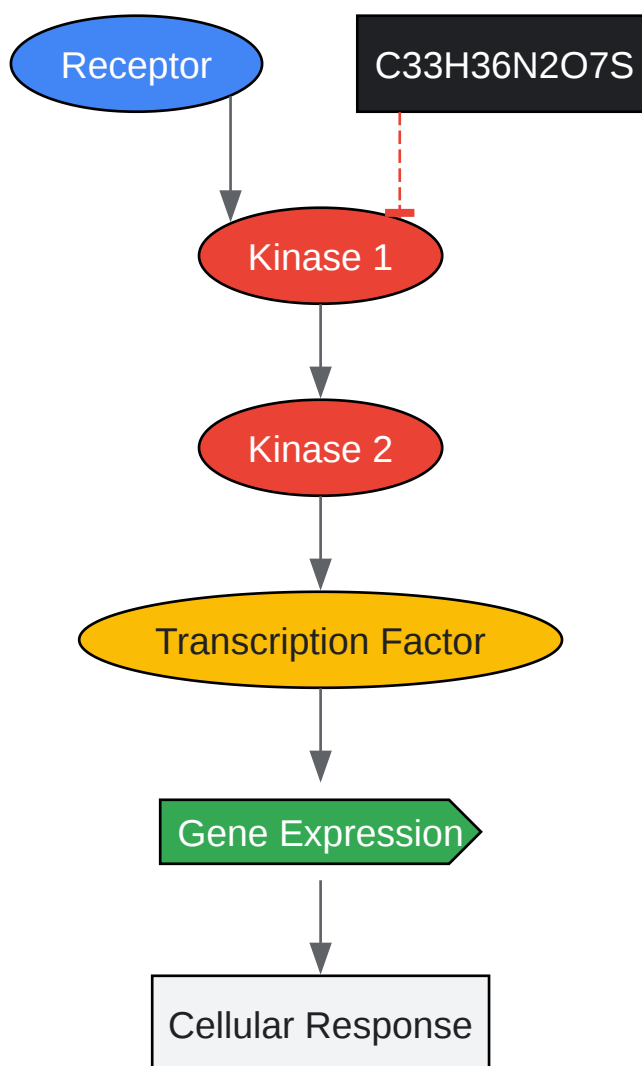 Receptor
C33H36N2O7S
Kinase 1
Kinase 2
Transcription Factor
Gene Expression
Cellular Response